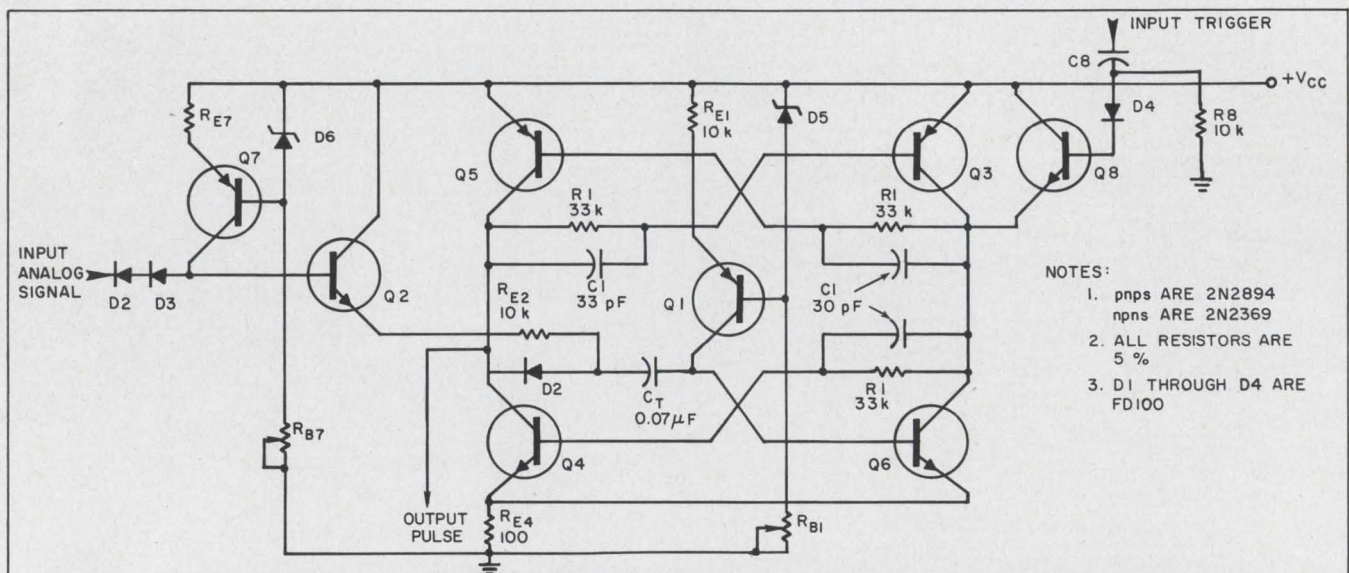 INPUT TRIGGER
C8
+VCC
RE7
D6
RE1
10 k
D5
D4
R8
10 k
Q7
Q5
Q3
Q8
R1
33 k
R1
33 k
INPUT
ANALOG
SIGNAL
D2
D3
Q2
C1
33 pF
Q1
C1
30 pF
RE2
10 k
D2
CT
0.07μF
R1
33k
NOTES:
1. pnps ARE 2N2894
npns ARE 2N2369
2. ALL RESISTORS ARE
5 %
3. D1 THROUGH D4 ARE
FD100
RB7
Q4
Q6
OUTPUT
PULSE
RE4
100
RB1